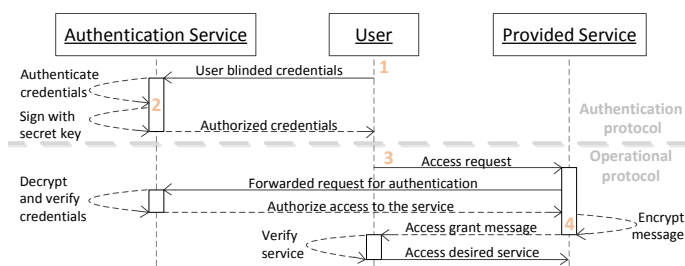 Authentication Service
User
Provided Service
1
User blinded credentials
Authenticate
credentials
2
Sign with
secret key
Authorized credentials
Authentication
protocol
3
Access request
Operational
protocol
Forwarded request for authentication
Decrypt
and verify
credentials
Authorize access to the service
4
Encrypt
message
Access grant message
Verify
service
Access desired service